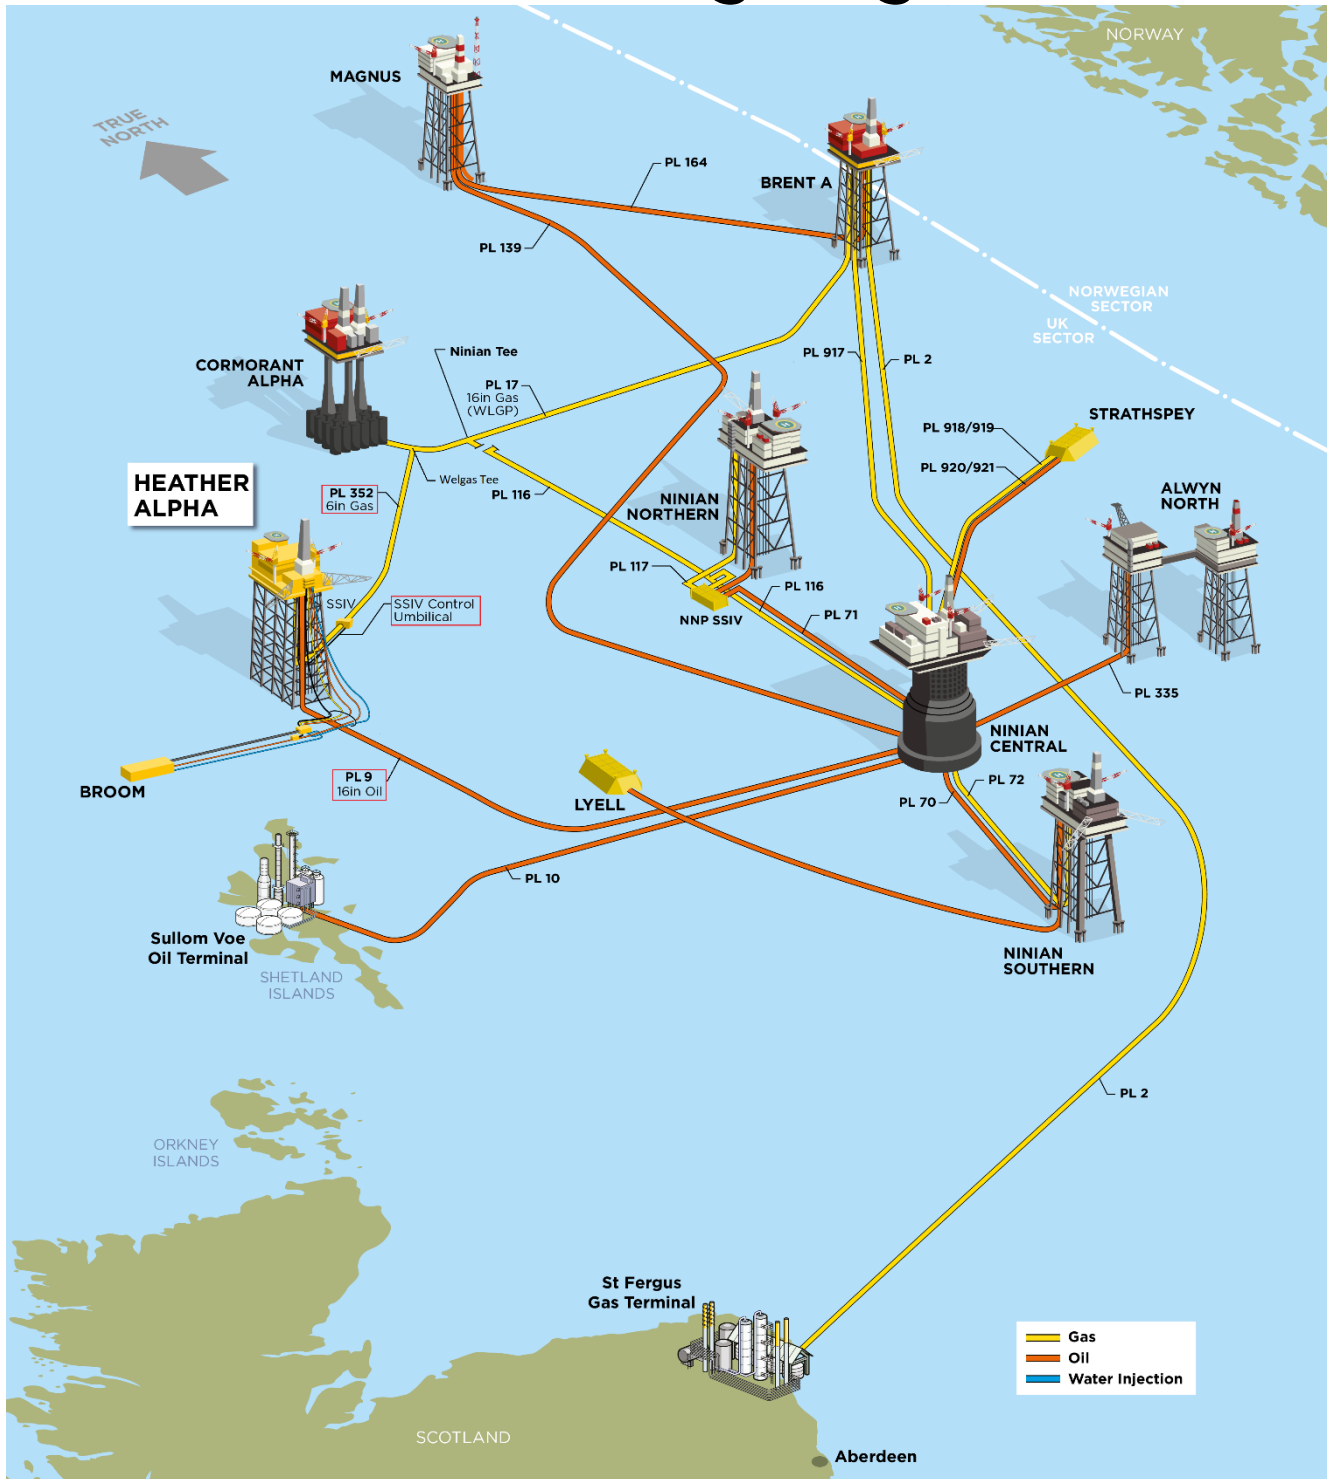 NORWAY
MAGNUS
TRUE
NORTH
PL 164
BRENT A
PL 139
NORWEGIAN
SECTOR
UK
SECTOR
Ninian Tee
PL 917
PL 2
CORMORANT
ALPHA
PL 17
16in Gas
(WLGP)
STRATHSPEY
PL 918/919
PL 920/921
Welgas Tee
HEATHER
ALPHA
PL 352
6in Gas
PL 116
NINIAN
NORTHERN
ALWYN
NORTH
PL 117
PL 116
SSIV
SSIV Control
Umbilical
NNP SSIV
PL 71
PL 335
NINIAN
CENTRAL
BROOM
PL 9
16in Oil
LYELL
PL 72
PL 70
PL 10
Sullom Voe
Oil Terminal
NINIAN
SOUTHERN
SHETLAND
ISLANDS
PL 2
ORKNEY
ISLANDS
St Fergus
Gas Terminal
Gas
Oil
Water Injection
SCOTLAND
Aberdeen